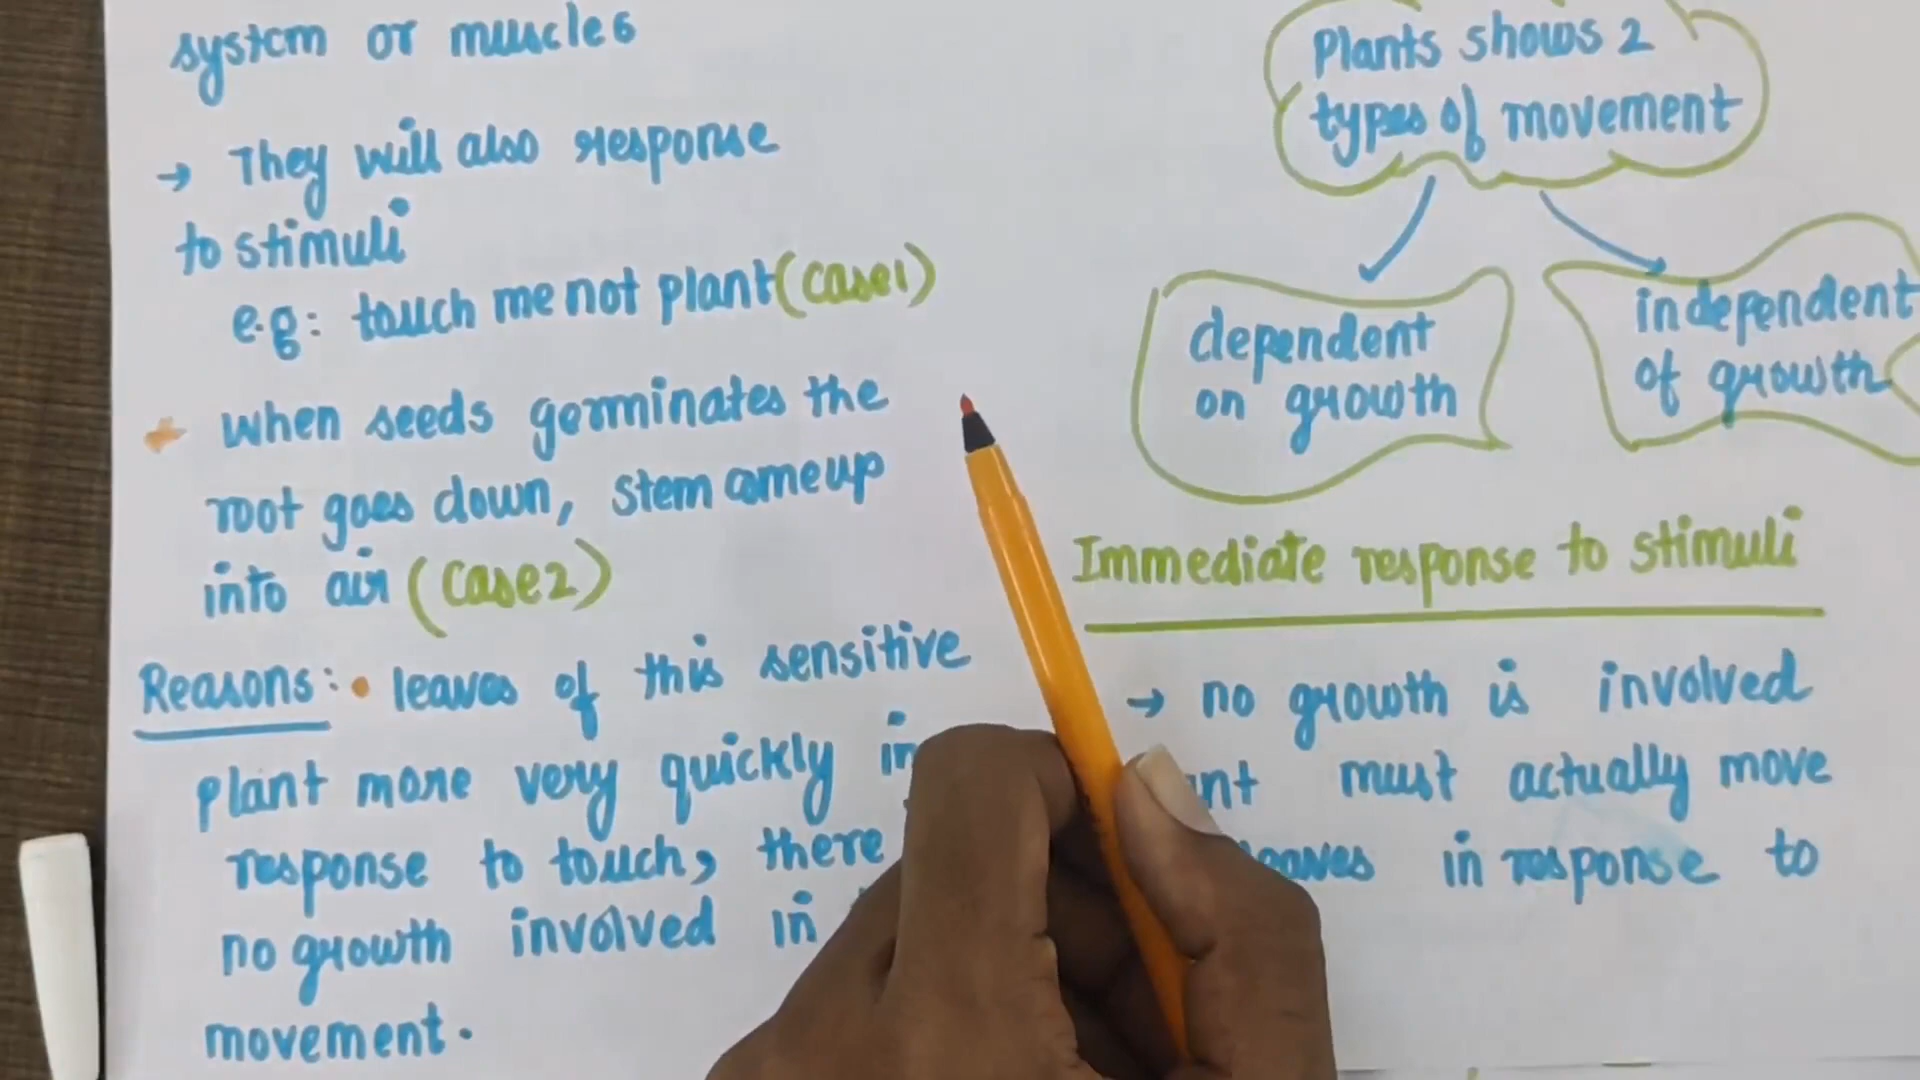 system or muscles
→ They will also response
to stimuli
e.g: touch me not plant (case1)
when seeds germinates the
root goes down, stem comeup
into air (case2)
Reasons: • leaves of this sensitive
plant more very quickly in
response to touch, there
no growth involved in
movement.
Plants shows 2
types of movement
dependent
on growth
independent
of growth
Immediate response to stimuli
→ no growth is involved
must actually move
in response to